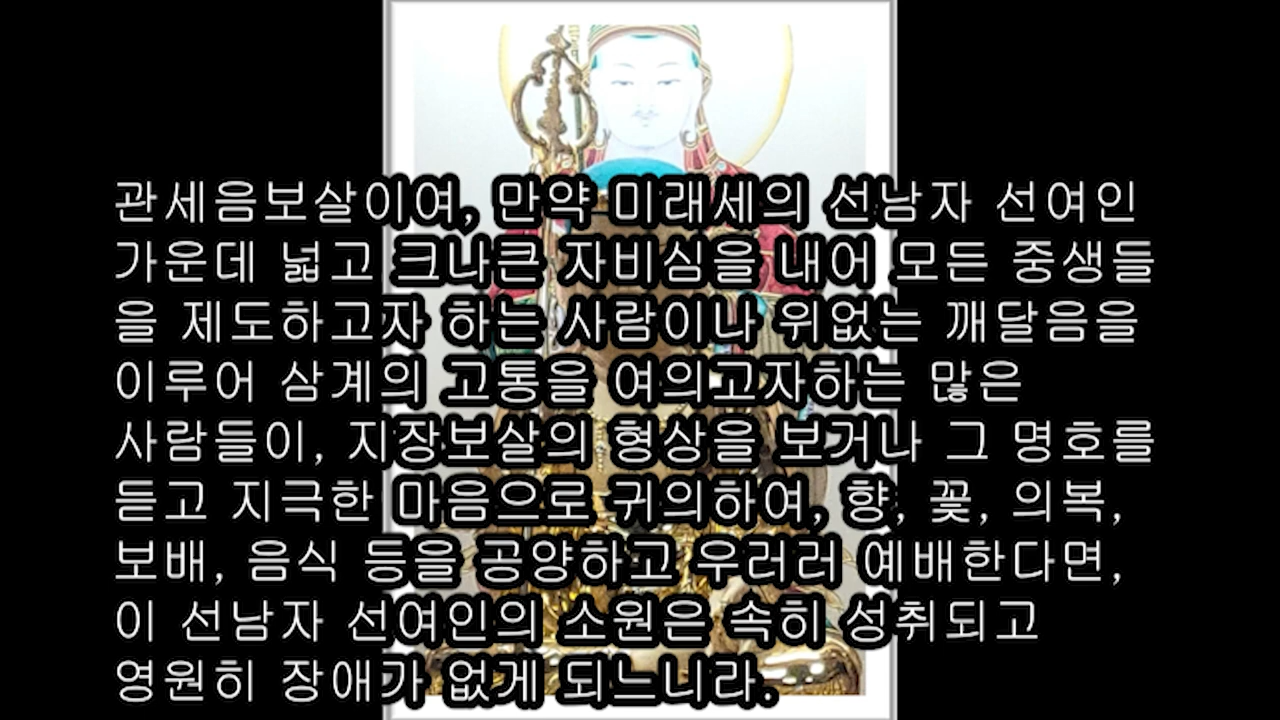 관세음보살이여, 만약 미래세의 선남자 선여인
가운데 넓고 크나큰 자비심을 내어 모든 중생들
을 제도하고자 하는 사람이나 위없는 깨달음을
이루어 삼계의 고통을 여의고자하는 많은
사람들이, 지장보살의 형상을 보거나 그 명호를
듣고 지극한 마음으로 귀의하여, 향, 꽃, 의복,
보배, 음식 등을 공양하고 우러러 예배한다면,
이 선남자 선여인의 소원은 속히 성취되고
영원히 장애가 없게 되느니라.